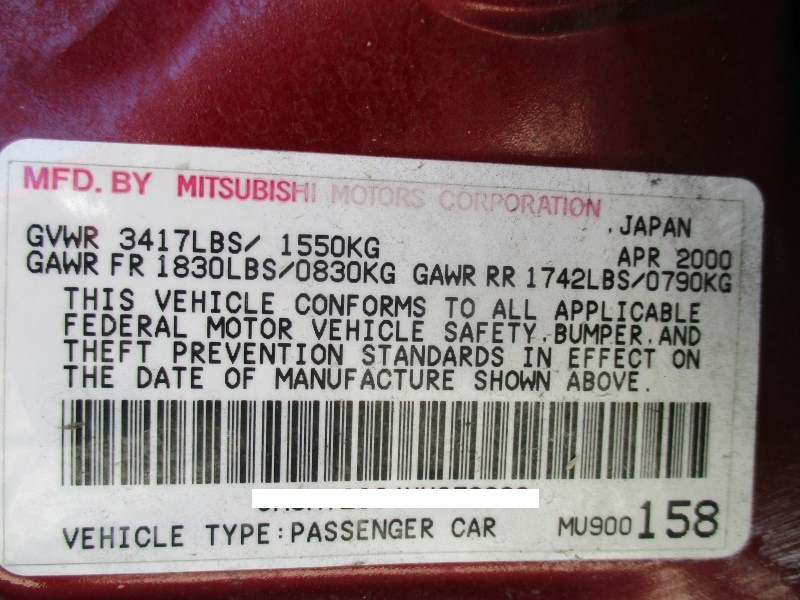 MFD. BY MITSUBISHI MOTORS CORPORATION
, JAPAN
GVWR 3417LBS/ 1550KG APR 2000
GAWR FR 1830LBS/0830KG GAWR RR 1742LBS/0790KG
THIS VEHICLE CONFORMS TO ALL APPLICABLE
FEDERAL MOTOR VEHICLE SAFETY, BUMPER, AND
THEFT PREVENTION STANDARDS IN EFFECT ON
THE DATE OF MANUFACTURE SHOWN ABOVE.
VEHICLE TYPE: PASSENGER CAR MU900 158